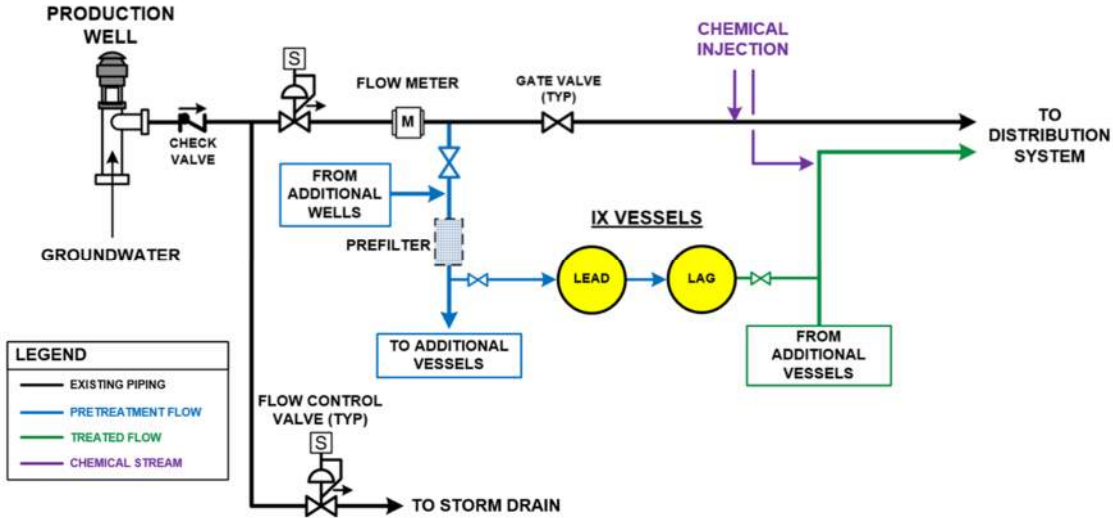 PRODUCTION
WELL
S
FLOW METER
M
GATE VALVE
(TYP)
CHEMICAL
INJECTION
TO
DISTRIBUTION
SYSTEM
CHECK
VALVE
FROM
ADDITIONAL
WELLS
PREFILTER
IX VESSELS
LEAD
LAG
GROUNDWATER
TO ADDITIONAL
VESSELS
FROM
ADDITIONAL
VESSELS
LEGEND
EXISTING PIPING
PRETREATMENT FLOW
TREATED FLOW
CHEMICAL STREAM
FLOW CONTROL
VALVE (TYP)
S
TO STORM DRAIN